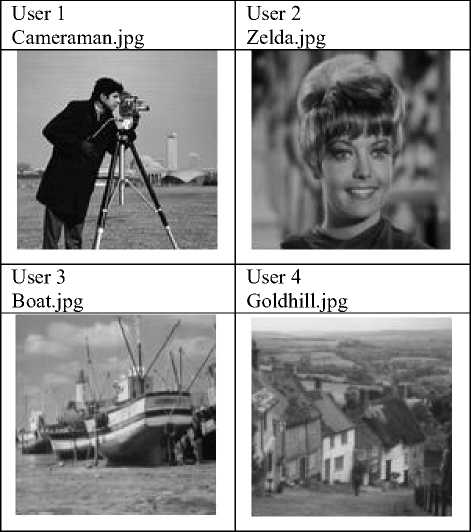 User 1
Cameraman.jpg
User 2
Zelda.jpg
User 3
Boat.jpg
User 4
Goldhill.jpg